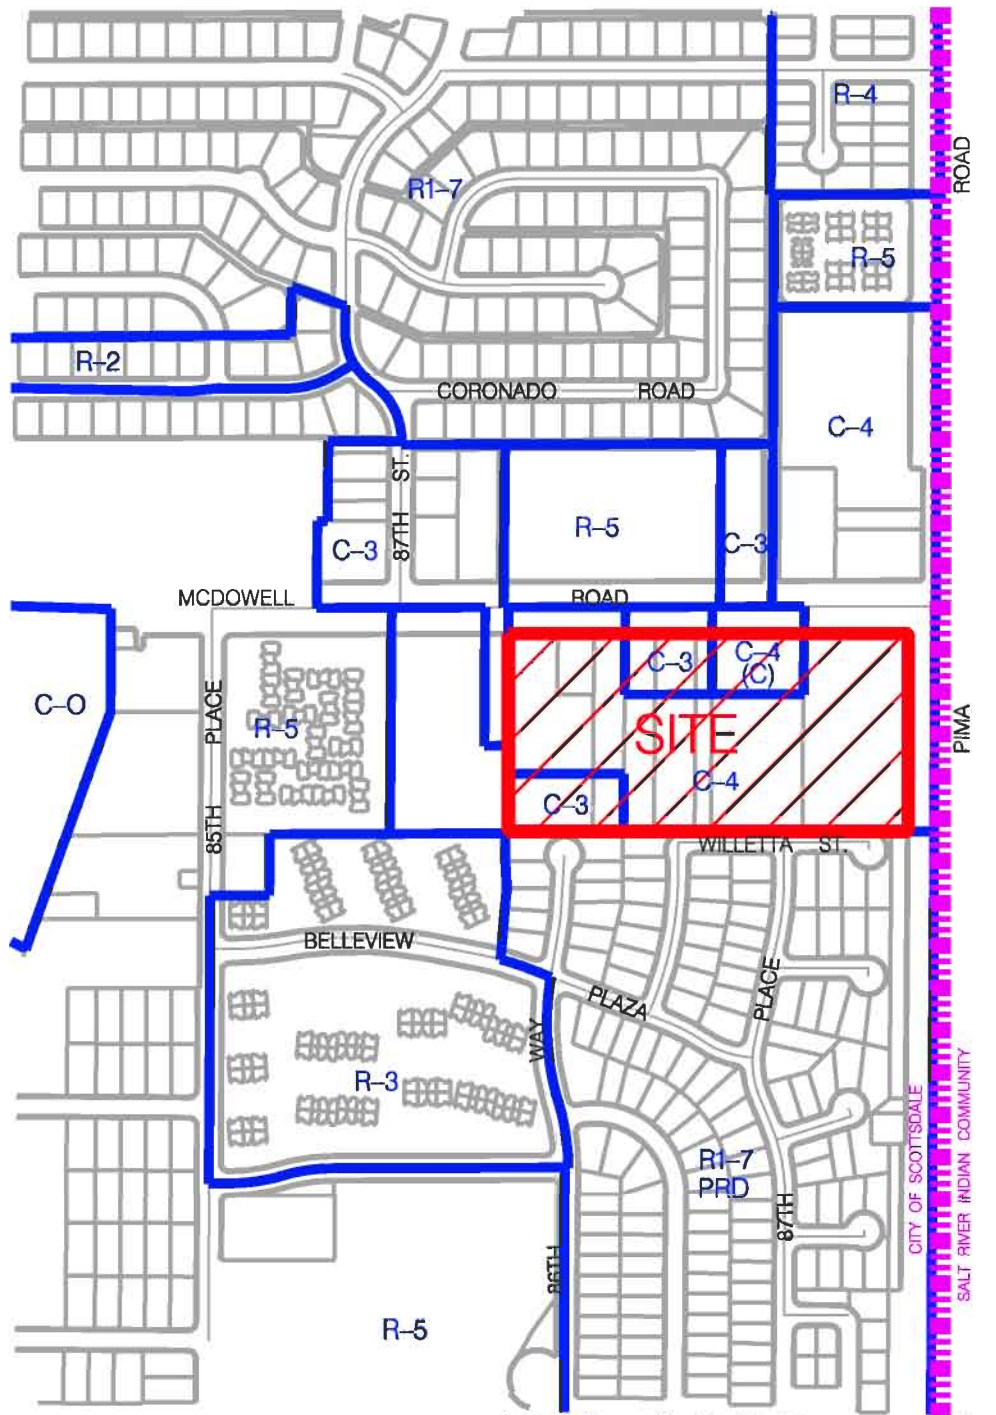 R-4
ROAD
R1-7
R-5
R-2
CORONADO ROAD
C-4
87TH ST.
R-5
C-3
C-3
MCDOWELL ROAD
C-3
C-4
(C)
C-O
85TH PLACE
R-5
SITE
PIMA
C-4
C-3
WILLETTA ST.
BELLEVIEW
PLAZA
PLACE
WAY
R-3
CITY OF SCOTTSDALE
SALT RIVER INDIAN COMMUNITY
R1-7
PRD
87TH
86TH
R-5